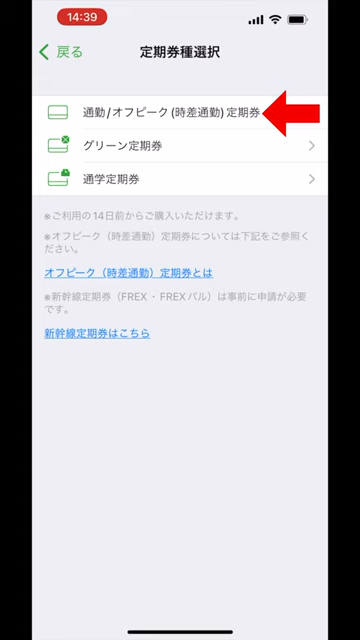 14:39
戻る
定期券種選択
通勤/オフピーク(時差通勤)定期券
グリーン定期券
通学定期券
※ご利用の14日前からご購入いただけます。
※オフピーク（時差通勤）定期券については下記をご参照く
ださい。
オフピーク（時差通勤）定期券とは
※新幹線定期券（FREX・FREXパル）は事前に申請が必要
です。
新幹線定期券はこちら